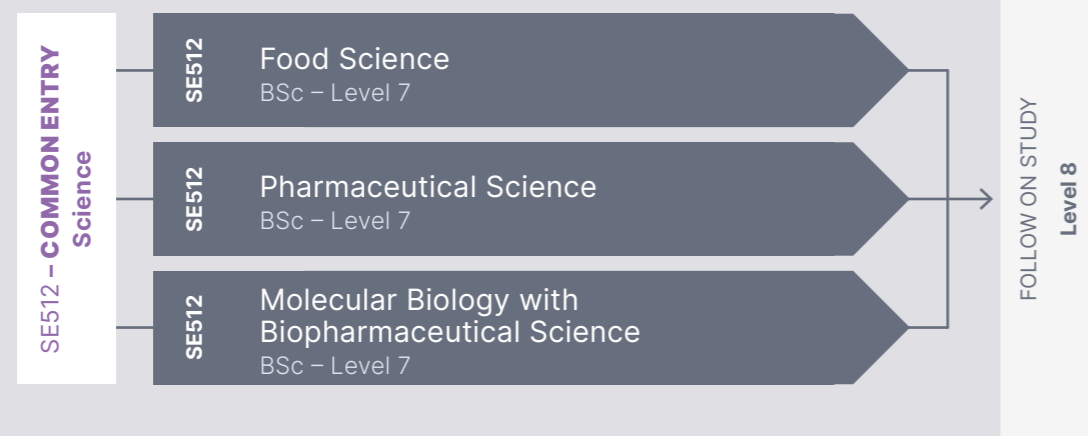 SE512 – COMMON ENTRY
Science
SE512
Food Science
BSc – Level 7
SE512
Pharmaceutical Science
BSc – Level 7
SE512
Molecular Biology with
Biopharmaceutical Science
BSc – Level 7
FOLLOW ON STUDY
Level 8